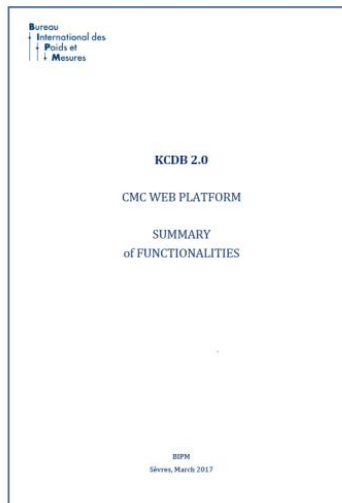 Bureau
International des
Poids et
Mesures
KCDB 2.0
CMC WEB PLATFORM
SUMMARY
of FUNCTIONALITIES
BIPM
Sèvres, March 2017